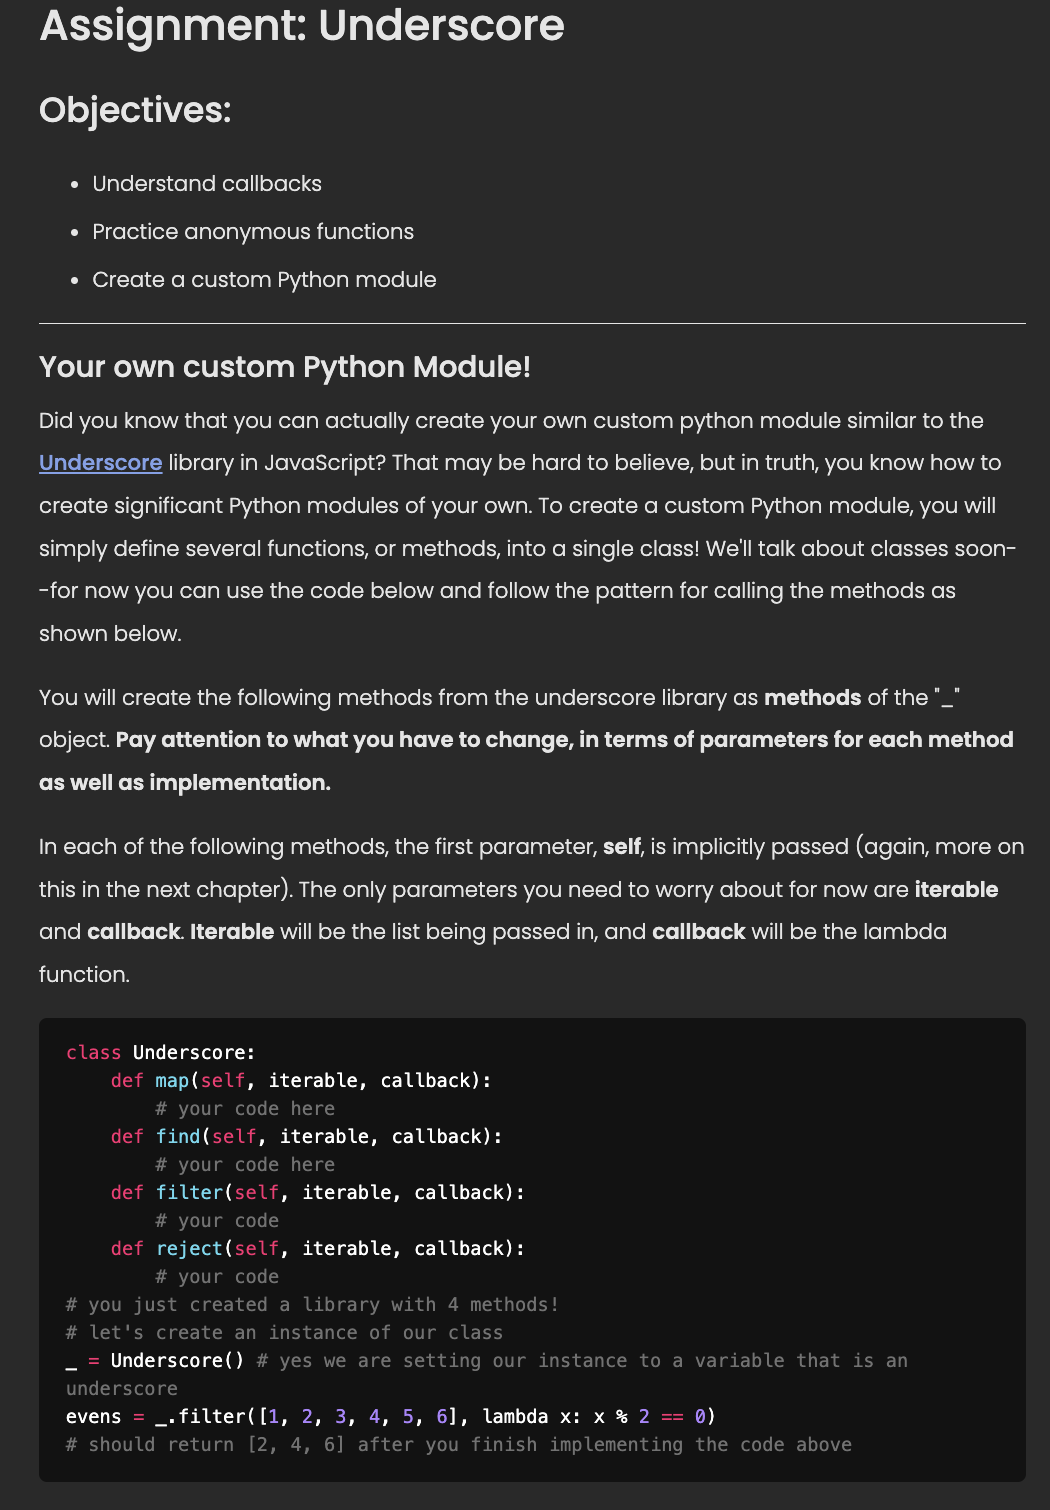 Assignment: Underscore
Objectives:
• Understand callbacks
• Practice anonymous functions
• Create a custom Python module
Your own custom Python Module!
Did you know that you can actually create your own custom python module similar to the
Underscore library in JavaScript? That may be hard to believe, but in truth, you know how to
create significant Python modules of your own. To create a custom Python module, you will
simply define several functions, or methods, into a single class! We'll talk about classes soon-
-for now you can use the code below and follow the pattern for calling the methods as
shown below.
You will create the following methods from the underscore library as methods of the "_"
object. Pay attention to what you have to change, in terms of parameters for each method
as well as implementation.
In each of the following methods, the first parameter, self, is implicitly passed (again, more on
this in the next chapter). The only parameters you need to worry about for now are iterable
and callback. Iterable will be the list being passed in, and callback will be the lambda
function.
class Underscore:
    def map(self, iterable, callback):
        # your code here
    def find(self, iterable, callback):
        # your code here
    def filter(self, iterable, callback):
        # your code
    def reject(self, iterable, callback):
        # your code
# you just created a library with 4 methods!
# let's create an instance of our class
_ = Underscore() # yes we are setting our instance to a variable that is an
underscore
evens = _.filter([1, 2, 3, 4, 5, 6], lambda x: x % 2 == 0)
# should return [2, 4, 6] after you finish implementing the code above